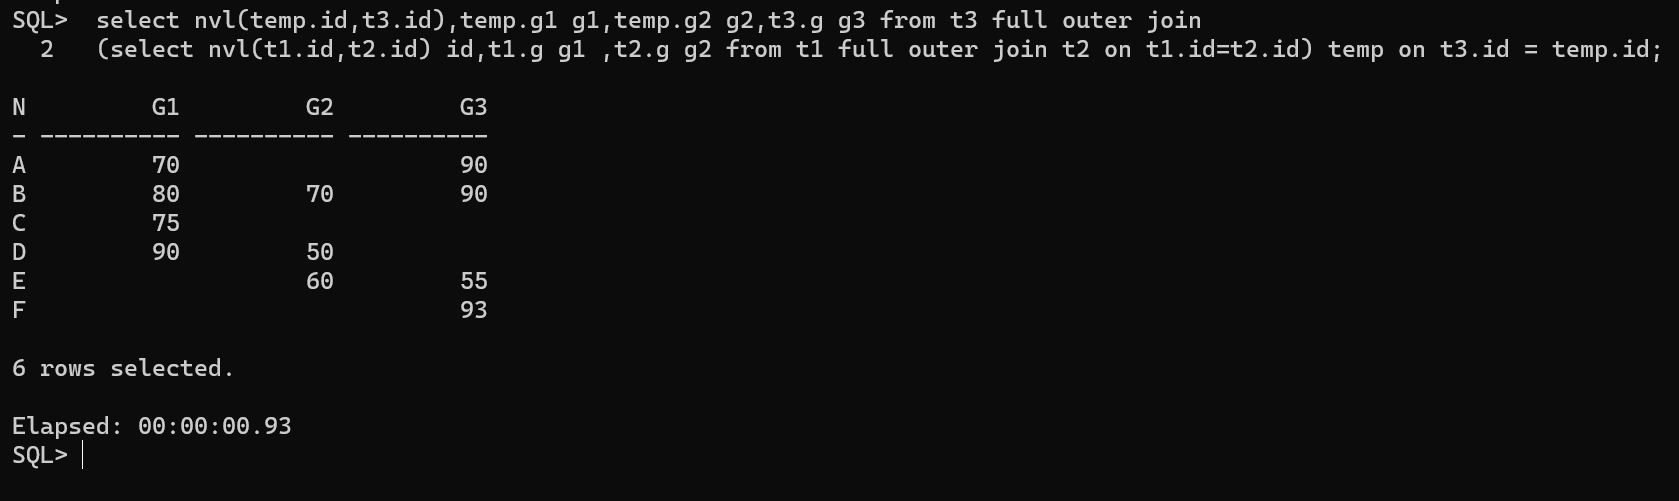 SQL>  select nvl(temp.id,t3.id),temp.g1 g1,temp.g2 g2,t3.g g3 from t3 full outer join
  2   (select nvl(t1.id,t2.id) id,t1.g g1 ,t2.g g2 from t1 full outer join t2 on t1.id=t2.id) temp on t3.id = temp.id;
N         G1         G2         G3
- ---------- ---------- ----------
A         70                    90
B         80         70         90
C         75
D         90         50
E                    60         55
F                               93
6 rows selected.
Elapsed: 00:00:00.93
SQL>